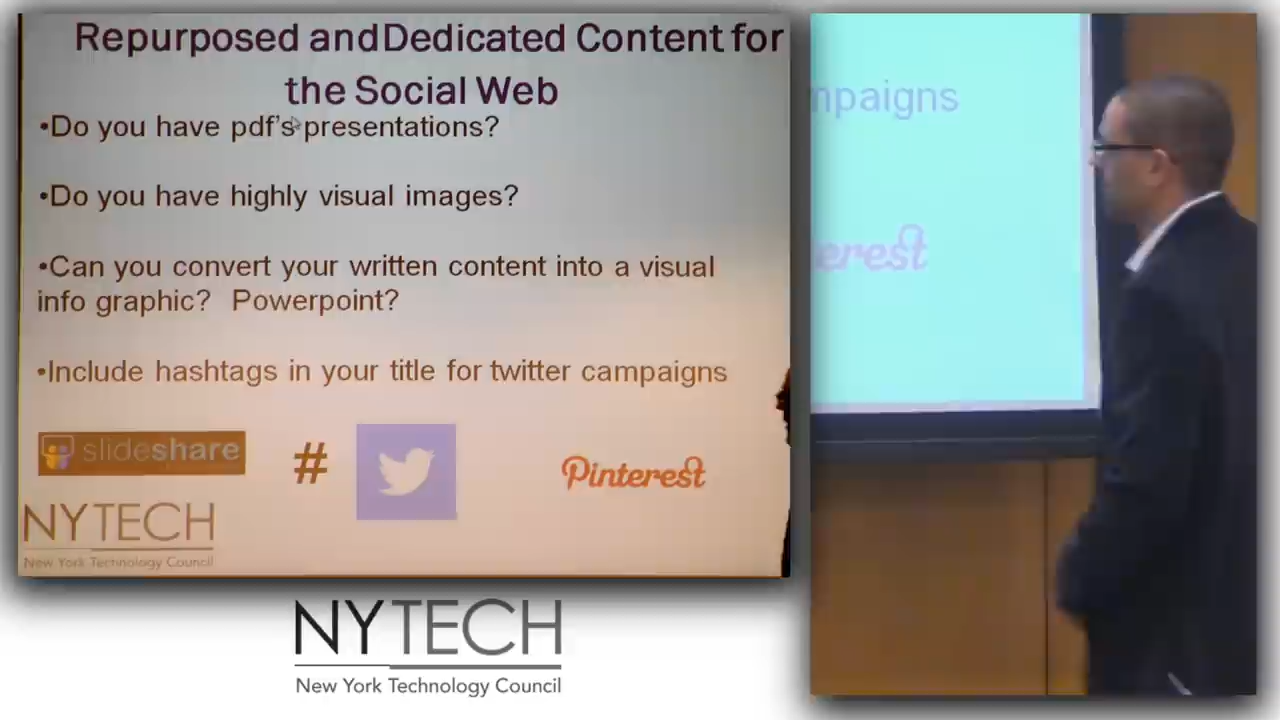 Repurposed and Dedicated Content for
the Social Web
•Do you have pdf's presentations?
•Do you have highly visual images?
•Can you convert your written content into a visual
info graphic? Powerpoint?
•Include hashtags in your title for twitter campaigns
slideshare
#
Pinterest
NYTECH
New York Technology Council
mpaigns
erest
NYTECH
New York Technology Council